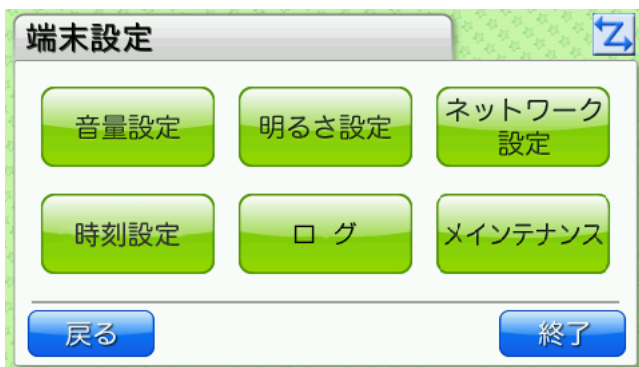 端末設定
音量設定
明るさ設定
ネットワーク
設定
時刻設定
ログ
メインテナンス
戻る
終了